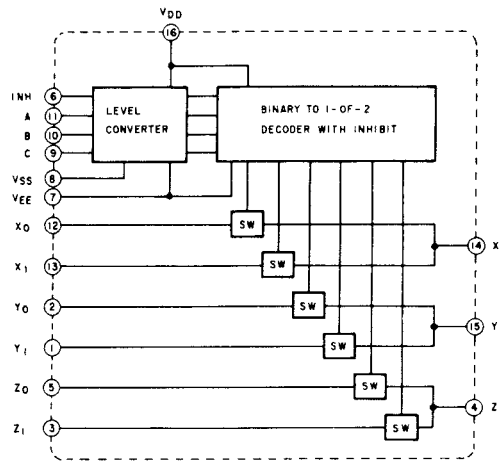 VDD
16
INH 6
A 11
B 10
C 9
VSS 8
VEE 7
LEVEL
CONVERTER
BINARY TO 1-OF-2
DECODER WITH INHIBIT
X0 12
SW
14 X
X1 13
SW
Y0 2
SW
15 Y
Y1 1
SW
Z0 5
SW
4 Z
Z1 3
SW